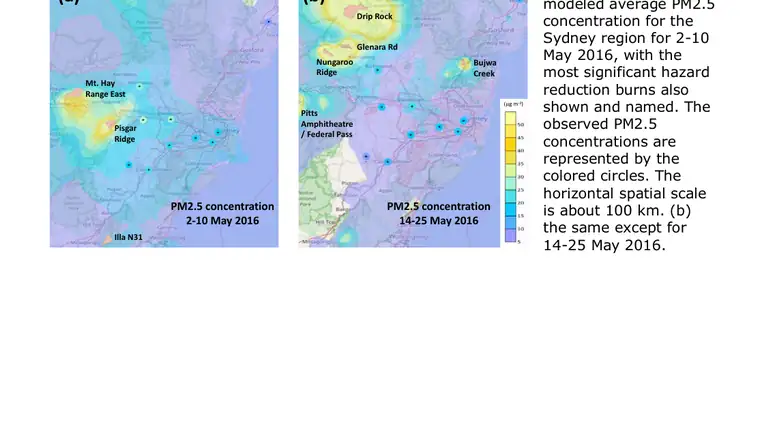 (a)
Mt. Hay
Range East
Pisgar
Ridge
PM2.5 concentration
2-10 May 2016
Illa N31
(b)
Drip Rock
Glenara Rd
Nungaroo
Ridge
Bujwa
Creek
Pitts
Amphitheatre
/ Federal Pass
PM2.5 concentration
14-25 May 2016
(μg m⁻³)
50
45
40
35
30
25
20
15
10
5
modeled average PM2.5
concentration for the
Sydney region for 2-10
May 2016, with the
most significant hazard
reduction burns also
shown and named. The
observed PM2.5
concentrations are
represented by the
colored circles. The
horizontal spatial scale
is about 100 km. (b)
the same except for
14-25 May 2016.